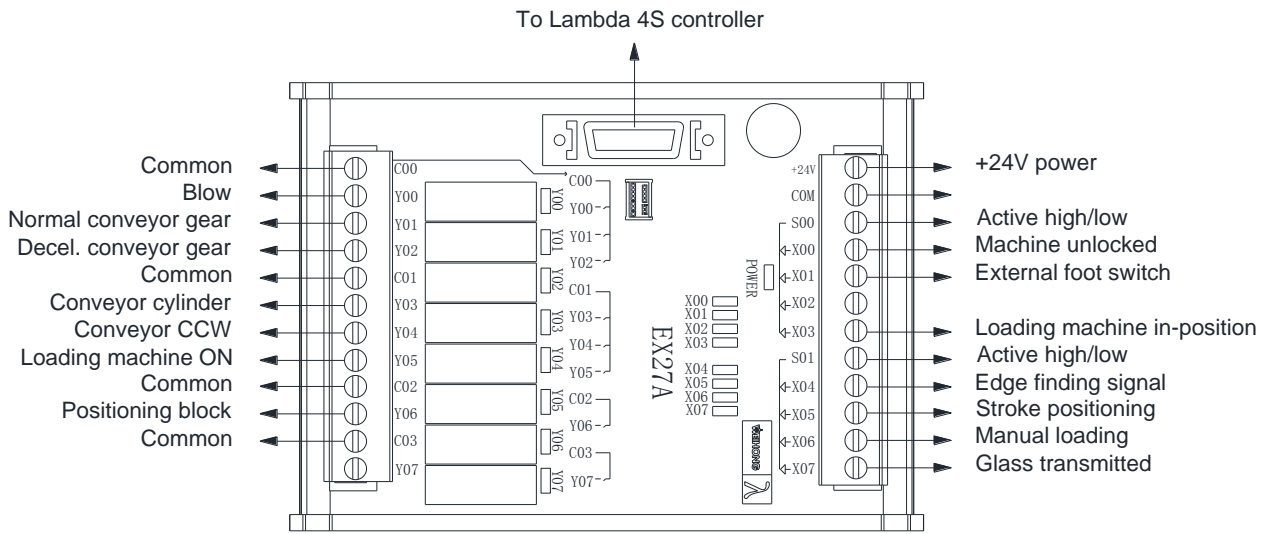 To Lambda 4S controller
Common
Blow
Normal conveyor gear
Decel. conveyor gear
Common
Conveyor cylinder
Conveyor CCW
Loading machine ON
Common
Positioning block
Common
C00
Y00
Y01
Y02
C01
Y03
Y04
Y05
C02
Y06
C03
Y07
Y00
Y01
Y02
Y03
Y04
Y05
Y06
Y07
C00
Y00
Y01
Y02
C01
Y03
Y04
Y05
C02
Y06
C03
Y07
EX27A
POWER
X00
X01
X02
X03
X04
X05
X06
X07
WEIHONG
λ
+24V
COM
S00
X00
X01
X02
X03
S01
X04
X05
X06
X07
+24V power
Active high/low
Machine unlocked
External foot switch
Loading machine in-position
Active high/low
Edge finding signal
Stroke positioning
Manual loading
Glass transmitted